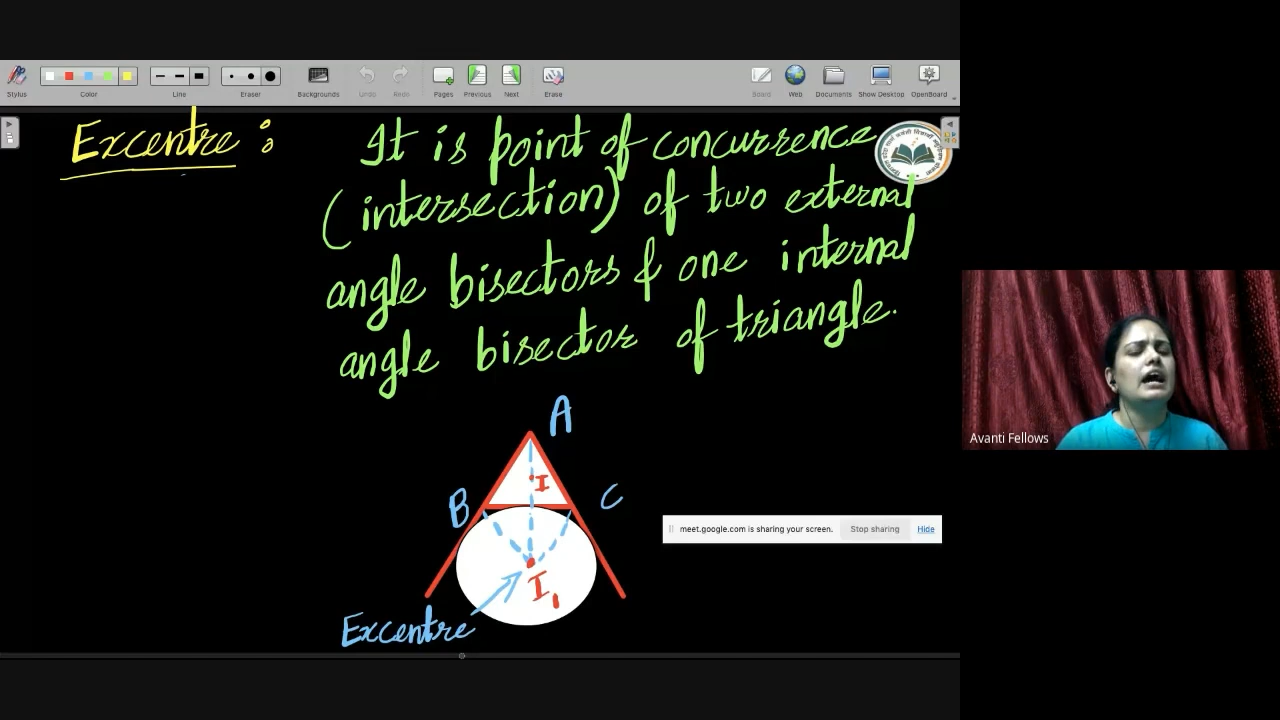 Stylus
Color
Line
Eraser
Backgrounds
Undo
Redo
Pages
Previous
Next
Erase
Board
Web
Documents
Show Desktop
OpenBoard
Excentre :
It is point of concurrence
(intersection) of two external
angle bisectors & one internal
angle bisector of triangle.
A
I
B
C
I₁
Excentre
meet.google.com is sharing your screen.
Stop sharing
Hide
Avanti Fellows